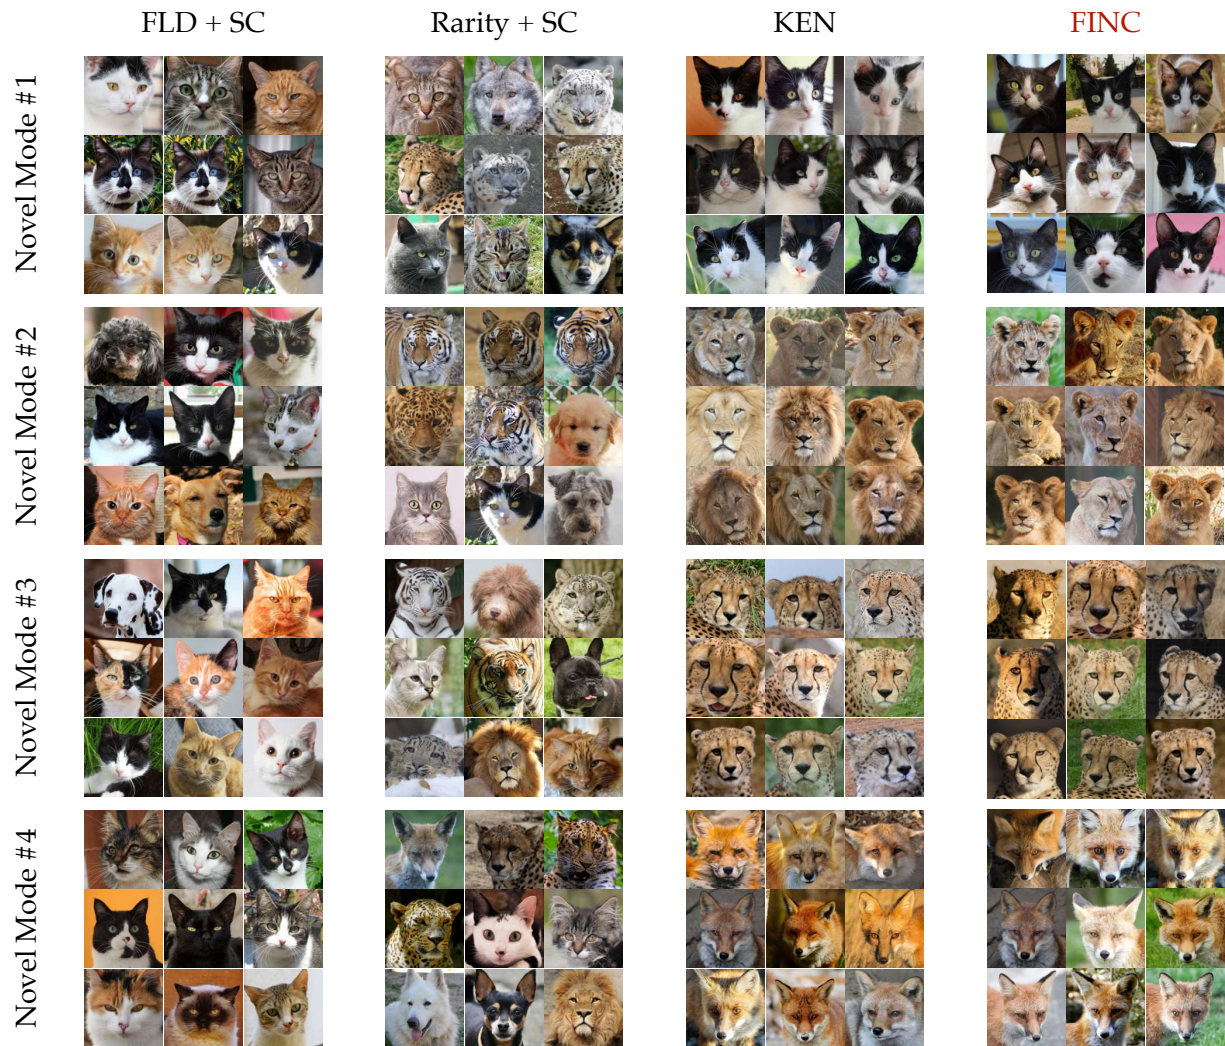 FLD + SC Rarity + SC KEN FINC
Novel Mode #1
Novel Mode #2
Novel Mode #3
Novel Mode #4